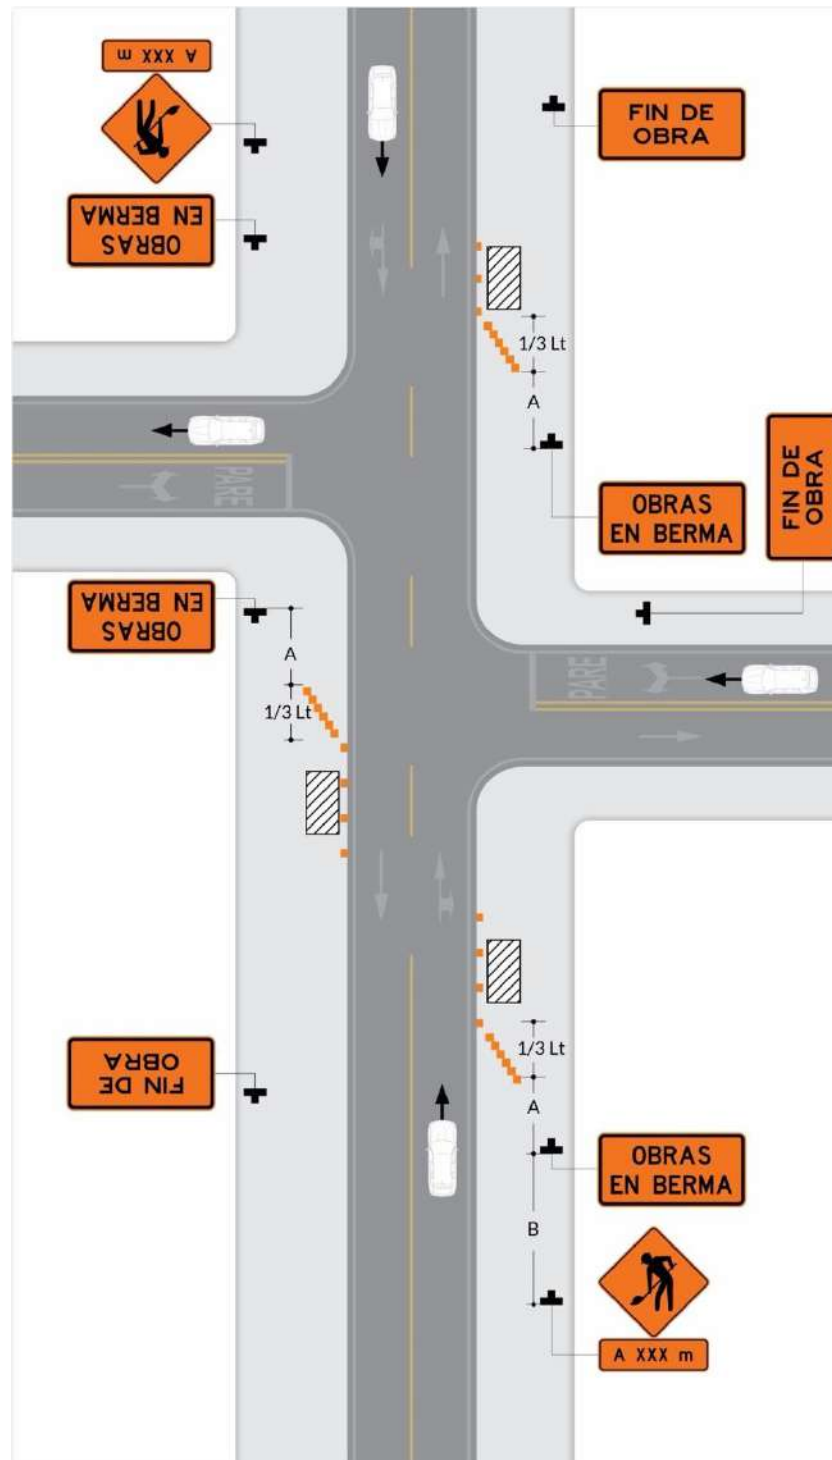 A XXX m
OBRAS
EN BERMA
FIN DE
OBRA
1/3 Lt
A
PARE
OBRAS
EN BERMA
FIN DE
OBRA
OBRAS
EN BERMA
A
1/3 Lt
PARE
1/3 Lt
A
FIN DE
OBRA
OBRAS
EN BERMA
B
A XXX m